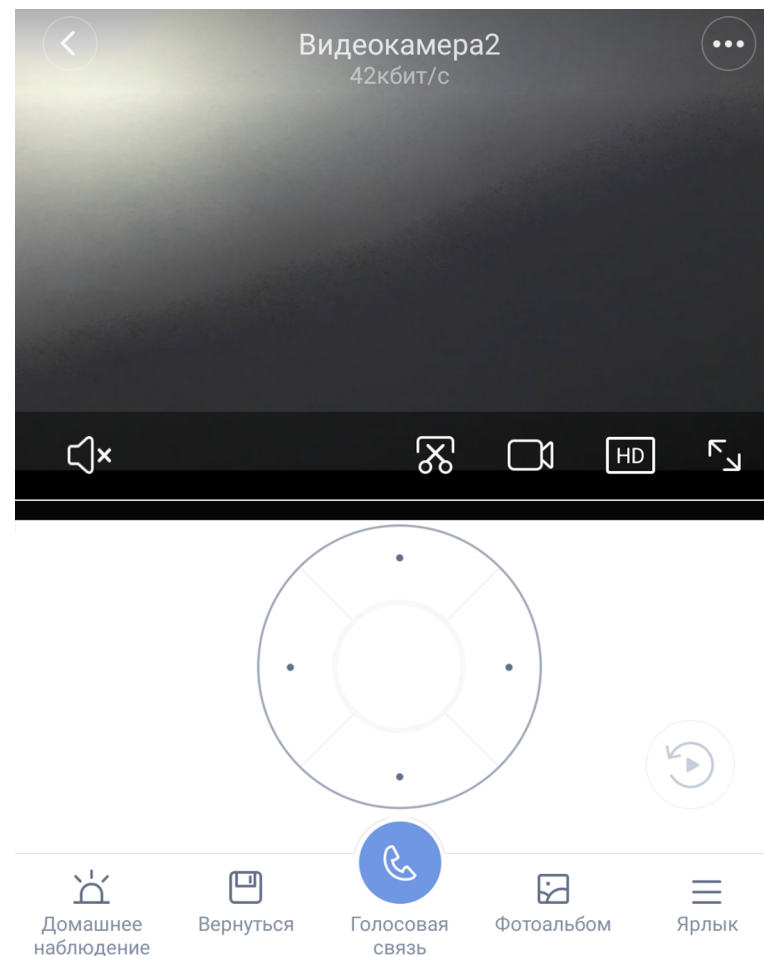 Видеокамера2
42кбит/с
HD
Домашнее
наблюдение
Вернуться
Голосовая
связь
Фотоальбом
Ярлык